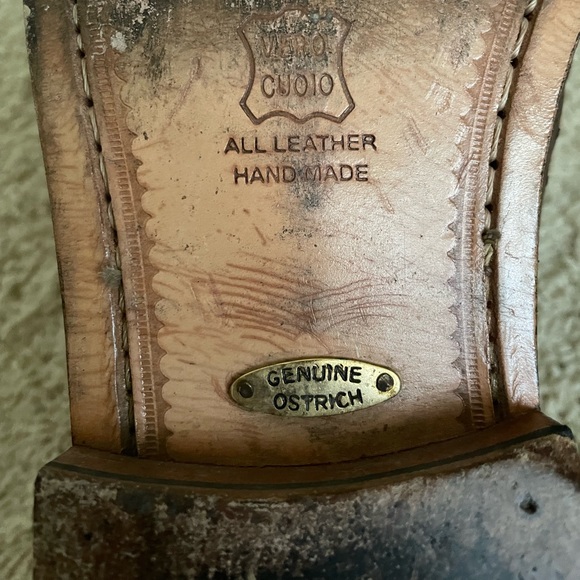 VERO
CUOIO
ALL LEATHER
HAND MADE
GENUINE
OSTRICH